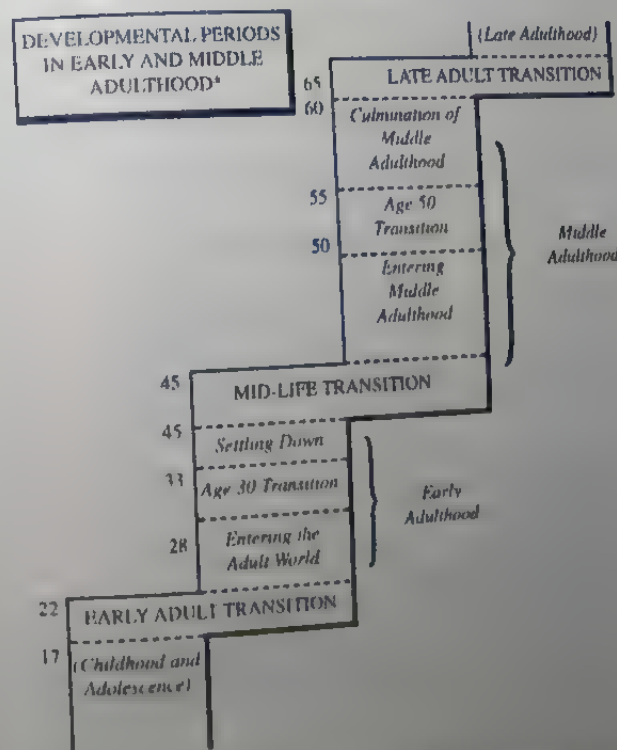 DEVELOPMENTAL PERIODS
IN EARLY AND MIDDLE
ADULTHOOD*
(Late Adulthood)
65
LATE ADULT TRANSITION
60
Culmination of
Middle
Adulthood
55
Age 50
Transition
50
Entering
Middle
Adulthood
Middle
Adulthood
45
MID-LIFE TRANSITION
45
Settling Down
33
Age 30 Transition
28
Entering the
Adult World
Early
Adulthood
22
EARLY ADULT TRANSITION
17
(Childhood and
Adolescence)